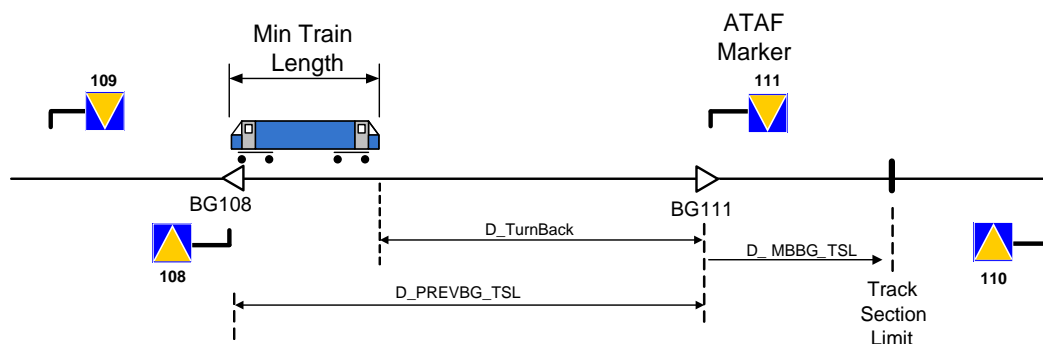 Min Train
Length
ATAF
Marker
109
111
BG108
BG111
108
D_TurnBack
D_ MBBG_TSL
110
D_PREVBG_TSL
Track
Section
Limit